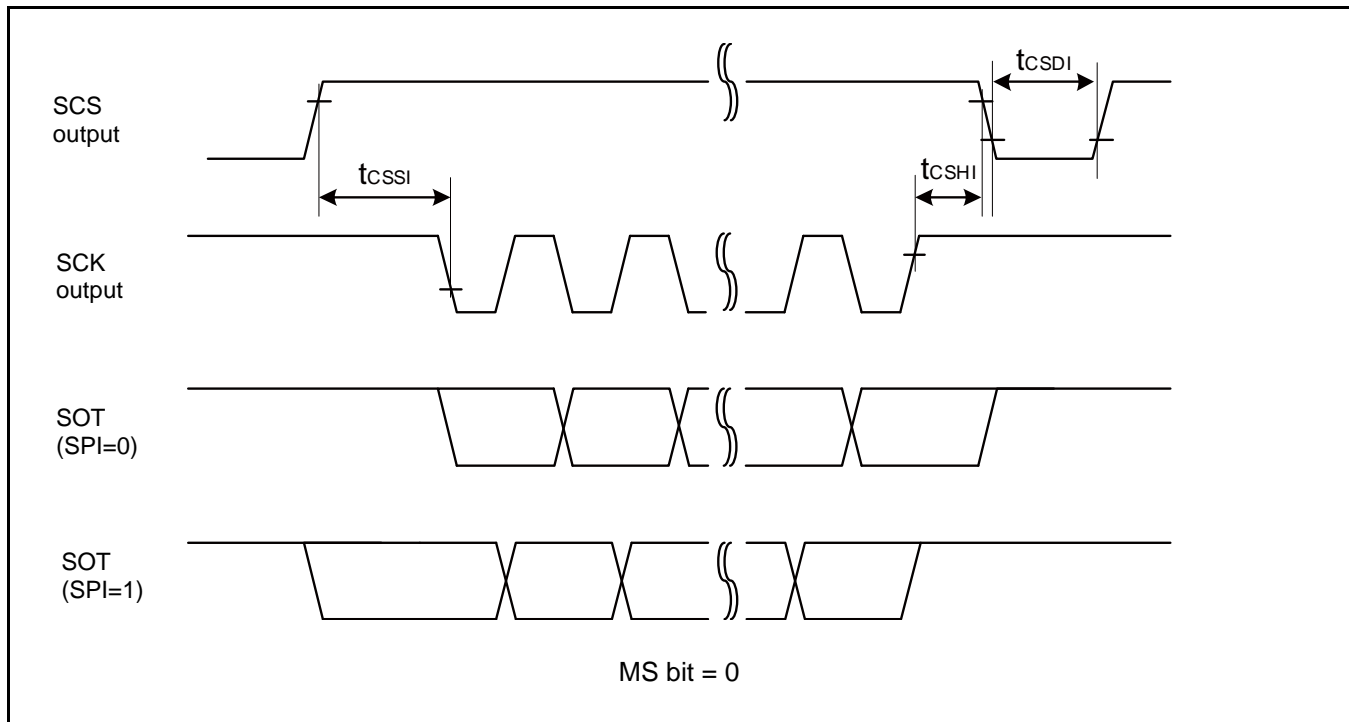 SCS
output
tCSDI
tCSSI
tCSHI
SCK
output
SOT
(SPI=0)
SOT
(SPI=1)
MS bit = 0